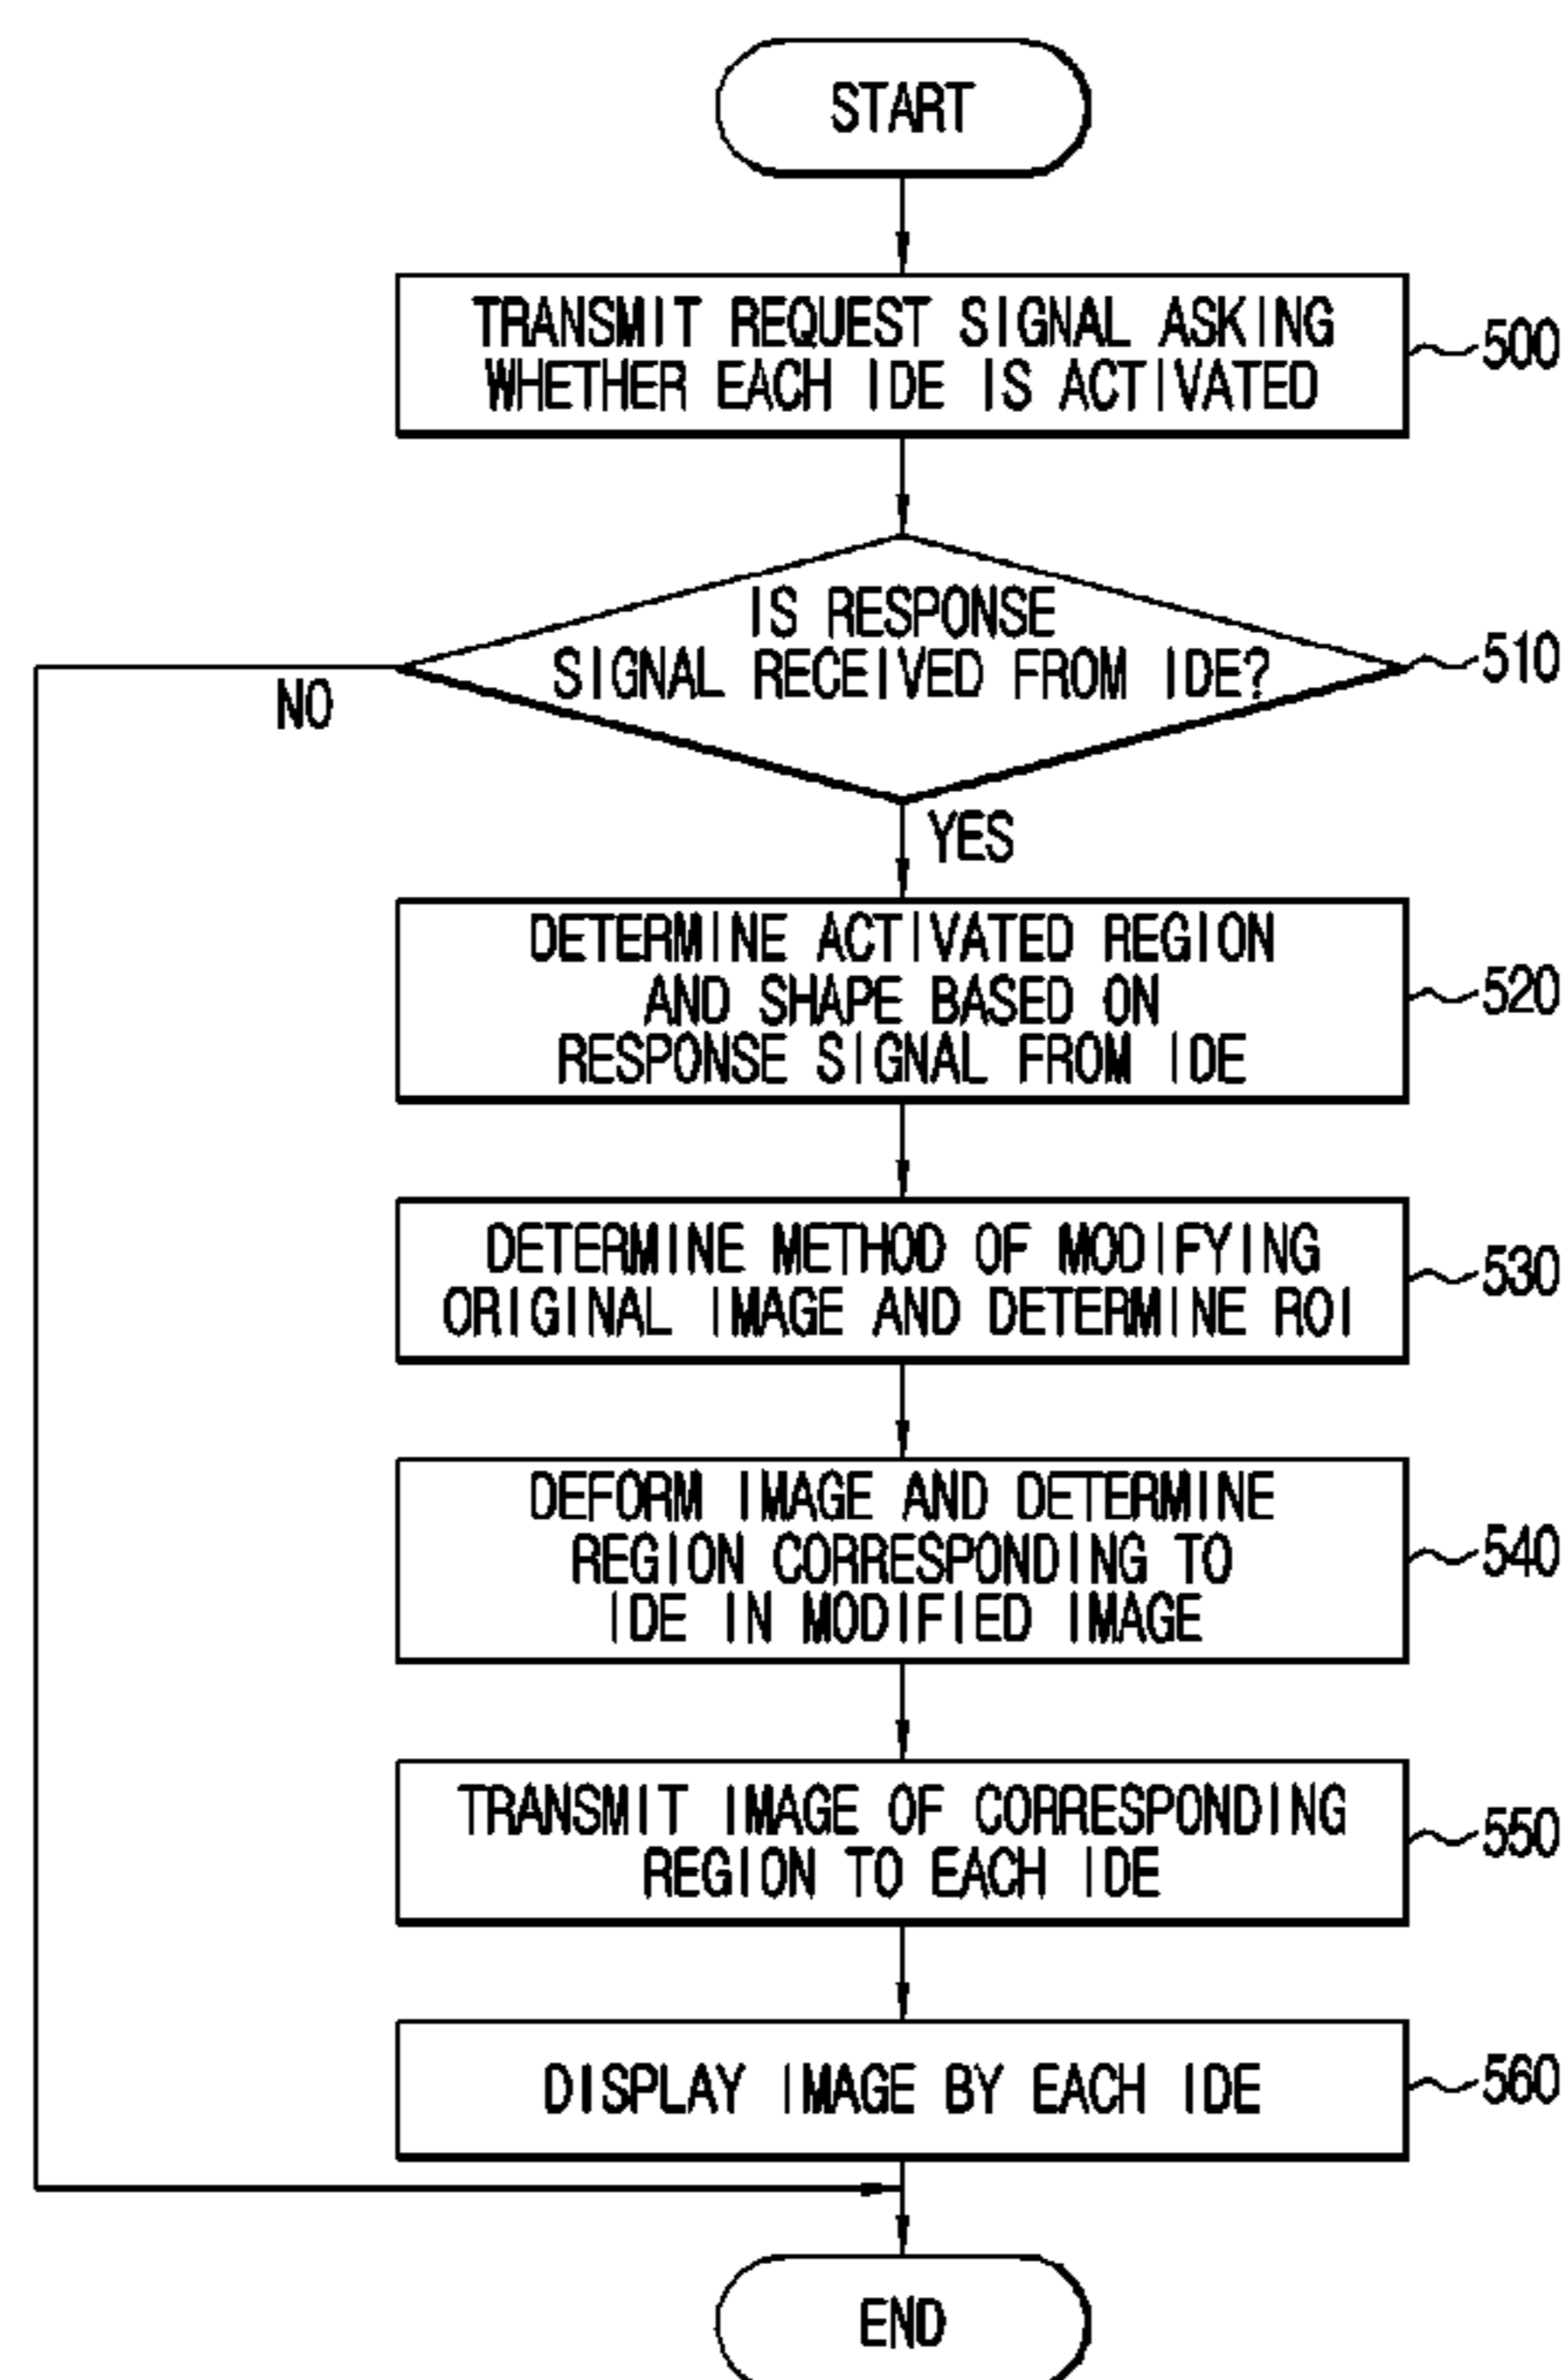 START
TRANSMIT REQUEST SIGNAL ASKING
WHETHER EACH IDE IS ACTIVATED
500
IS RESPONSE
SIGNAL RECEIVED FROM IDE?
510
NO
YES
DETERMINE ACTIVATED REGION
AND SHAPE BASED ON
RESPONSE SIGNAL FROM IDE
520
DETERMINE METHOD OF MODIFYING
ORIGINAL IMAGE AND DETERMINE ROI
530
DEFORM IMAGE AND DETERMINE
REGION CORRESPONDING TO
IDE IN MODIFIED IMAGE
540
TRANSMIT IMAGE OF CORRESPONDING
REGION TO EACH IDE
550
DISPLAY IMAGE BY EACH IDE
560
END